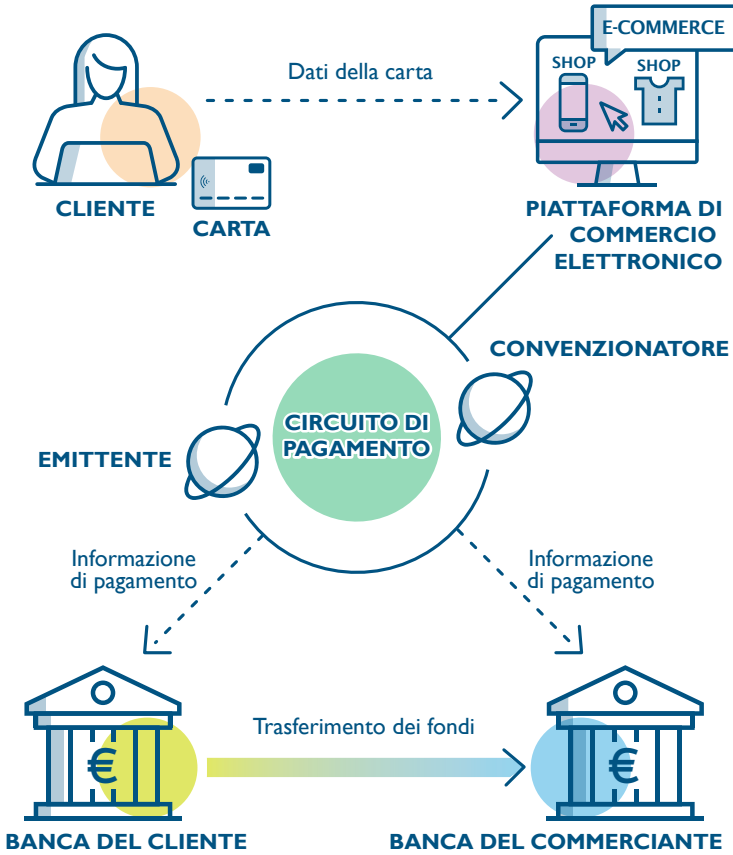 E-COMMERCE
SHOP
SHOP
Dati della carta
CLIENTE
CARTA
PIATTAFORMA DI
COMMERCIO
ELETTRONICO
CONVENZIONATORE
CIRCUITO DI
PAGAMENTO
EMITTENTE
Informazione
di pagamento
Informazione
di pagamento
Trasferimento dei fondi
€
€
BANCA DEL CLIENTE
BANCA DEL COMMERCIANTE